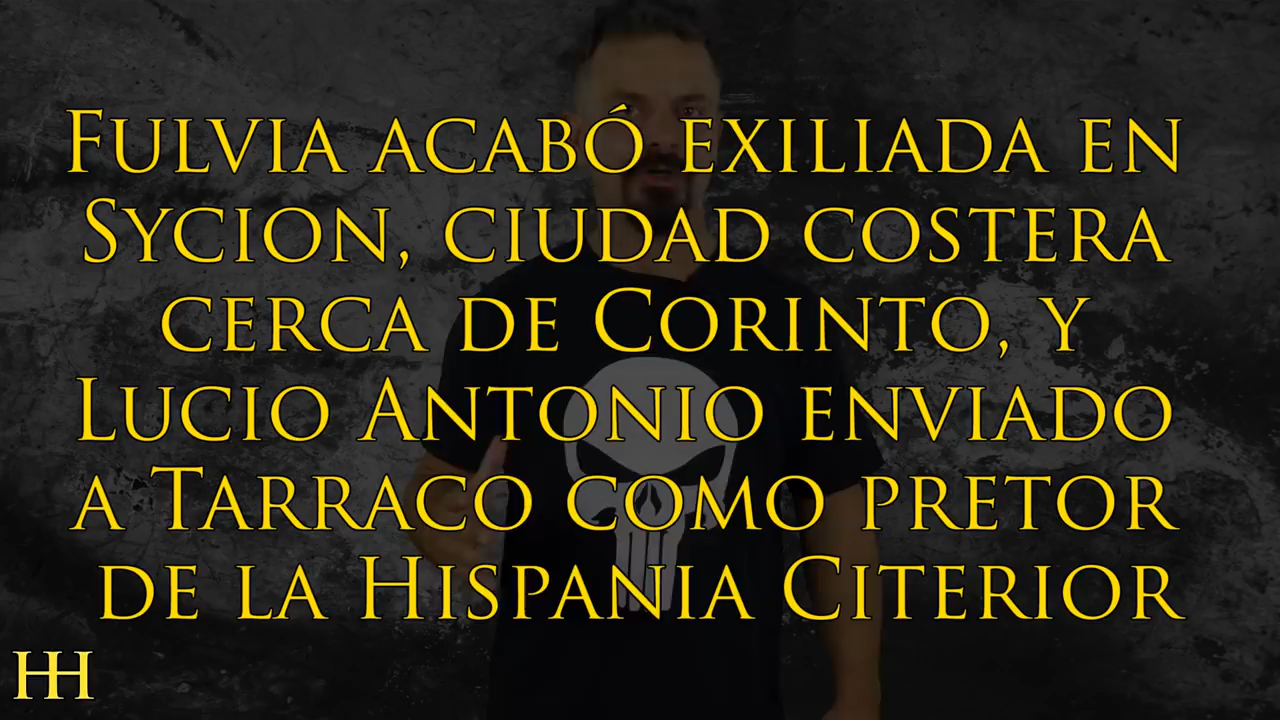 Fulvia acabó exiliada en
Sycion, ciudad costera
cerca de Corinto, y
Lucio Antonio enviado
a Tarraco como pretor
de la Hispania Citerior
HH